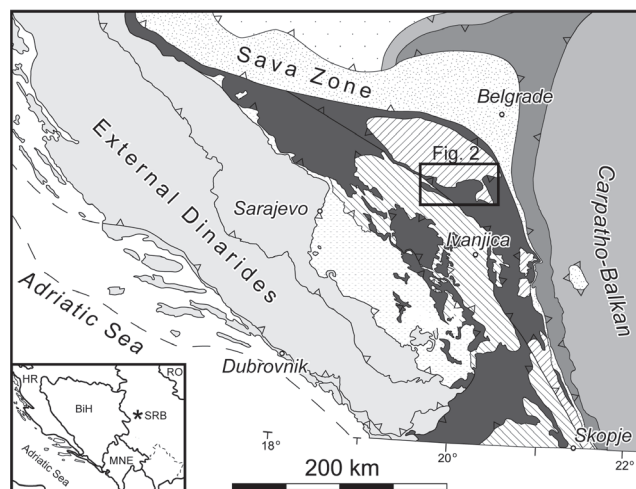 Sava Zone
Belgrade
Fig. 2
External Dinarides
Sarajevo
Ivanjica
Carpatho-Balkan
Adriatic Sea
Dubrovnik
HR
RO
BiH
SRB
MNE
Adriatic Sea
Skopje
18°
20°
22°
200 km